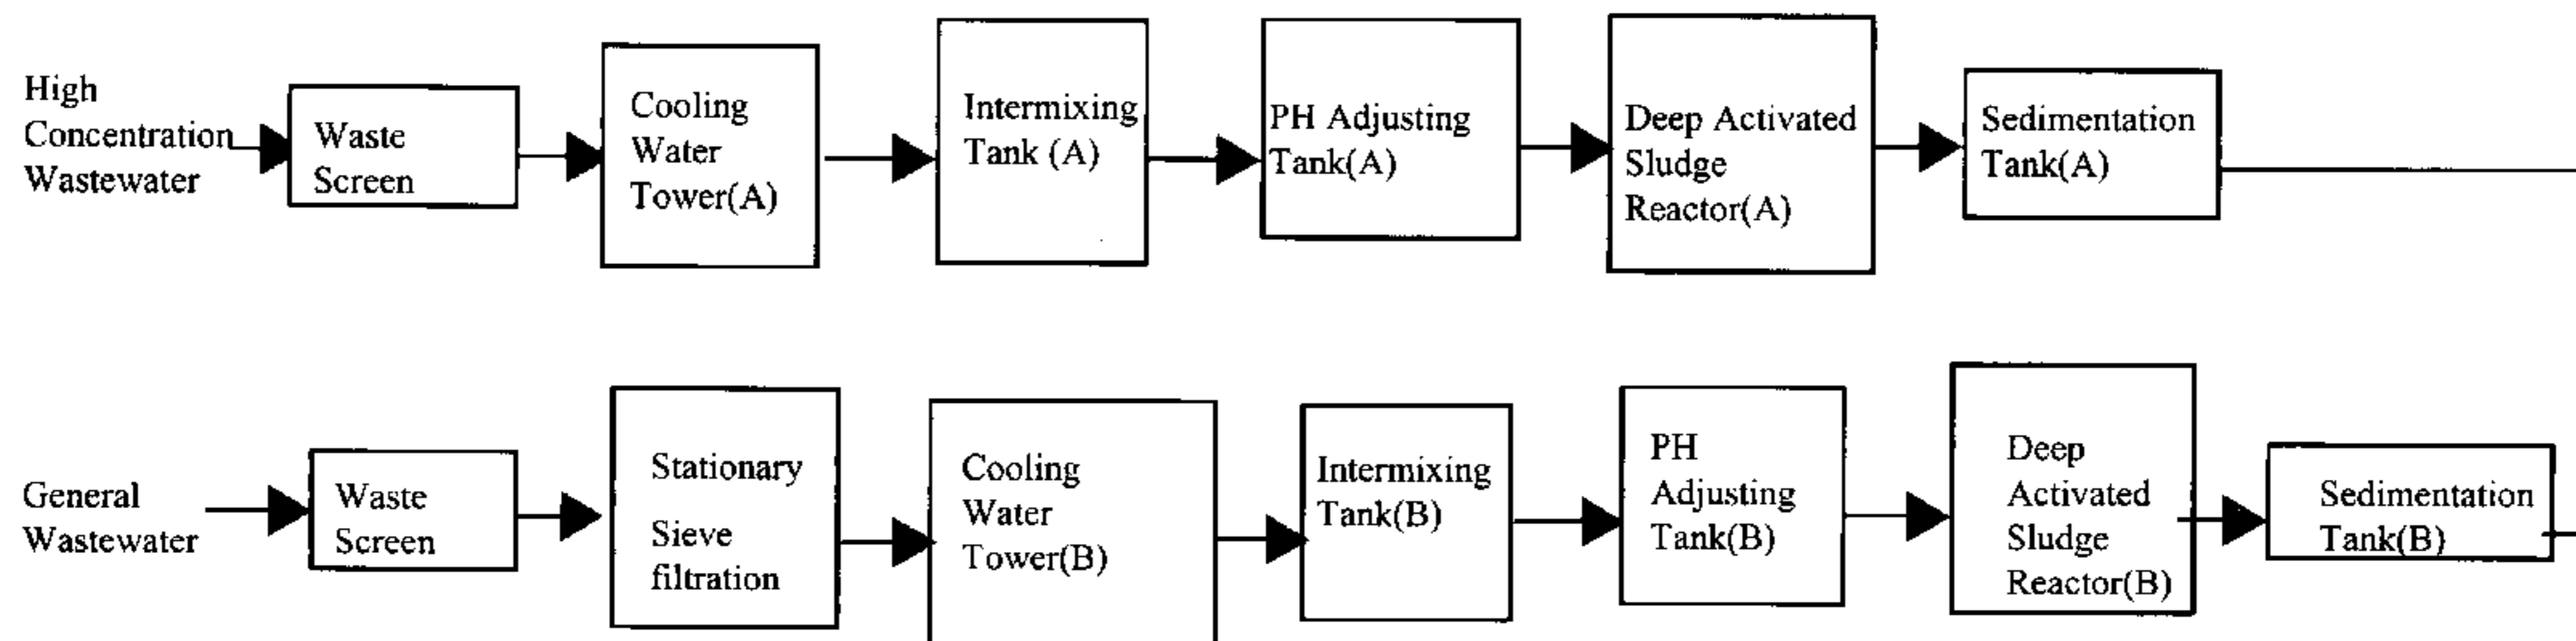 High
Concentration
Wastewater
Waste
Screen
Cooling
Water
Tower(A)
Intermixing
Tank (A)
PH Adjusting
Tank(A)
Deep Activated
Sludge
Reactor(A)
Sedimentation
Tank(A)
General
Wastewater
Waste
Screen
Stationary
Sieve
filtration
Cooling
Water
Tower(B)
Intermixing
Tank(B)
PH
Adjusting
Tank(B)
Deep
Activated
Sludge
Reactor(B)
Sedimentation
Tank(B)